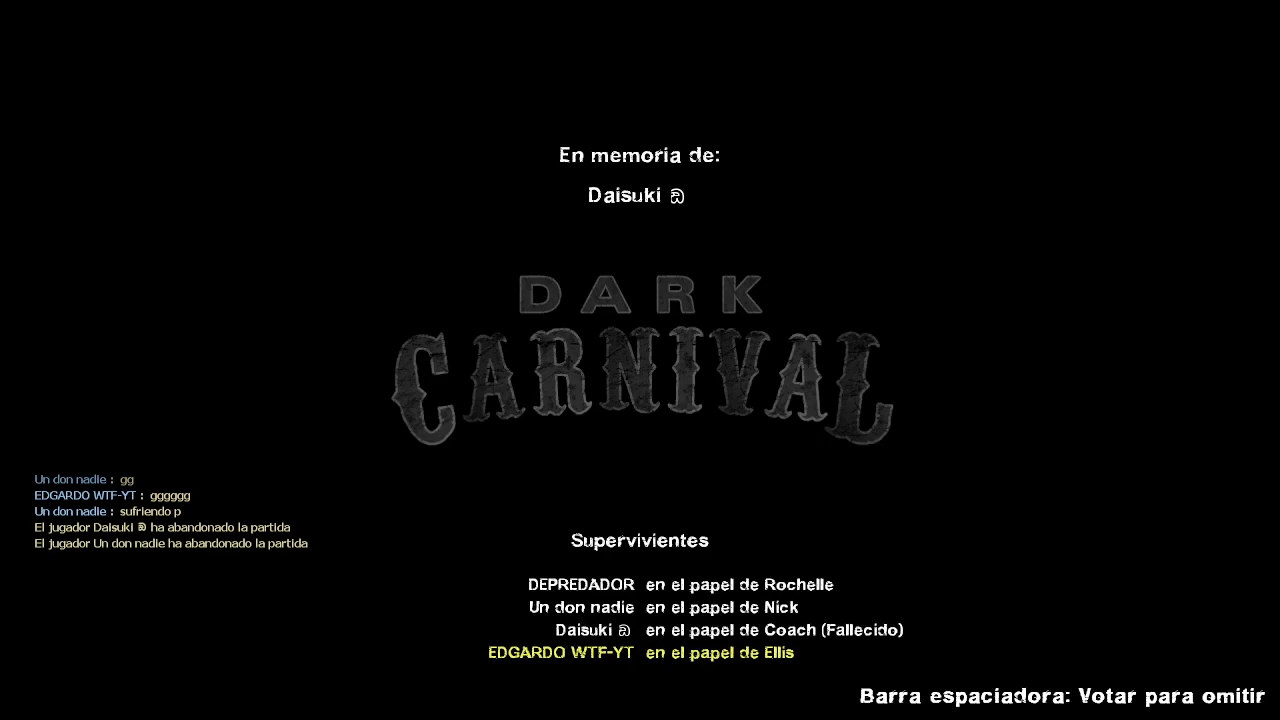 En memoria de:
Daisuki ඞ
DARK
CARNIVAL
Un don nadie : gg
EDGARDO WTF-YT : gggggg
Un don nadie : sufriendo p
El jugador Daisuki ඞ ha abandonado la partida
El jugador Un don nadie ha abandonado la partida
Supervivientes
DEPREDADOR en el papel de Rochelle
Un don nadie en el papel de Nick
Daisuki ඞ en el papel de Coach (Fallecido)
EDGARDO WTF-YT en el papel de Ellis
Barra espaciadora: Votar para omitir